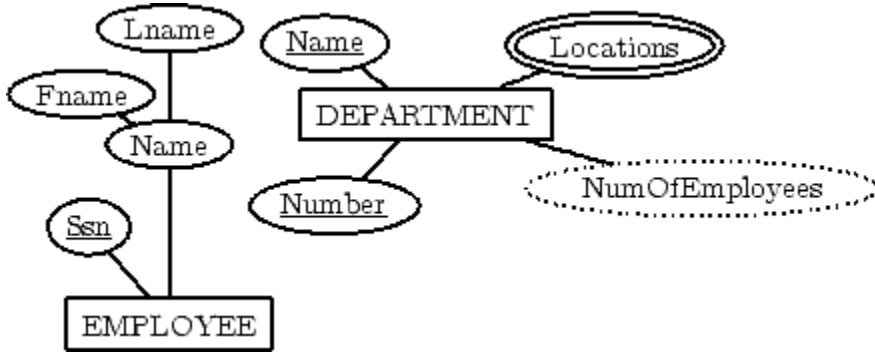 Lname
Name
Locations
Fname
DEPARTMENT
Name
NumOfEmployees
Number
Ssn
EMPLOYEE